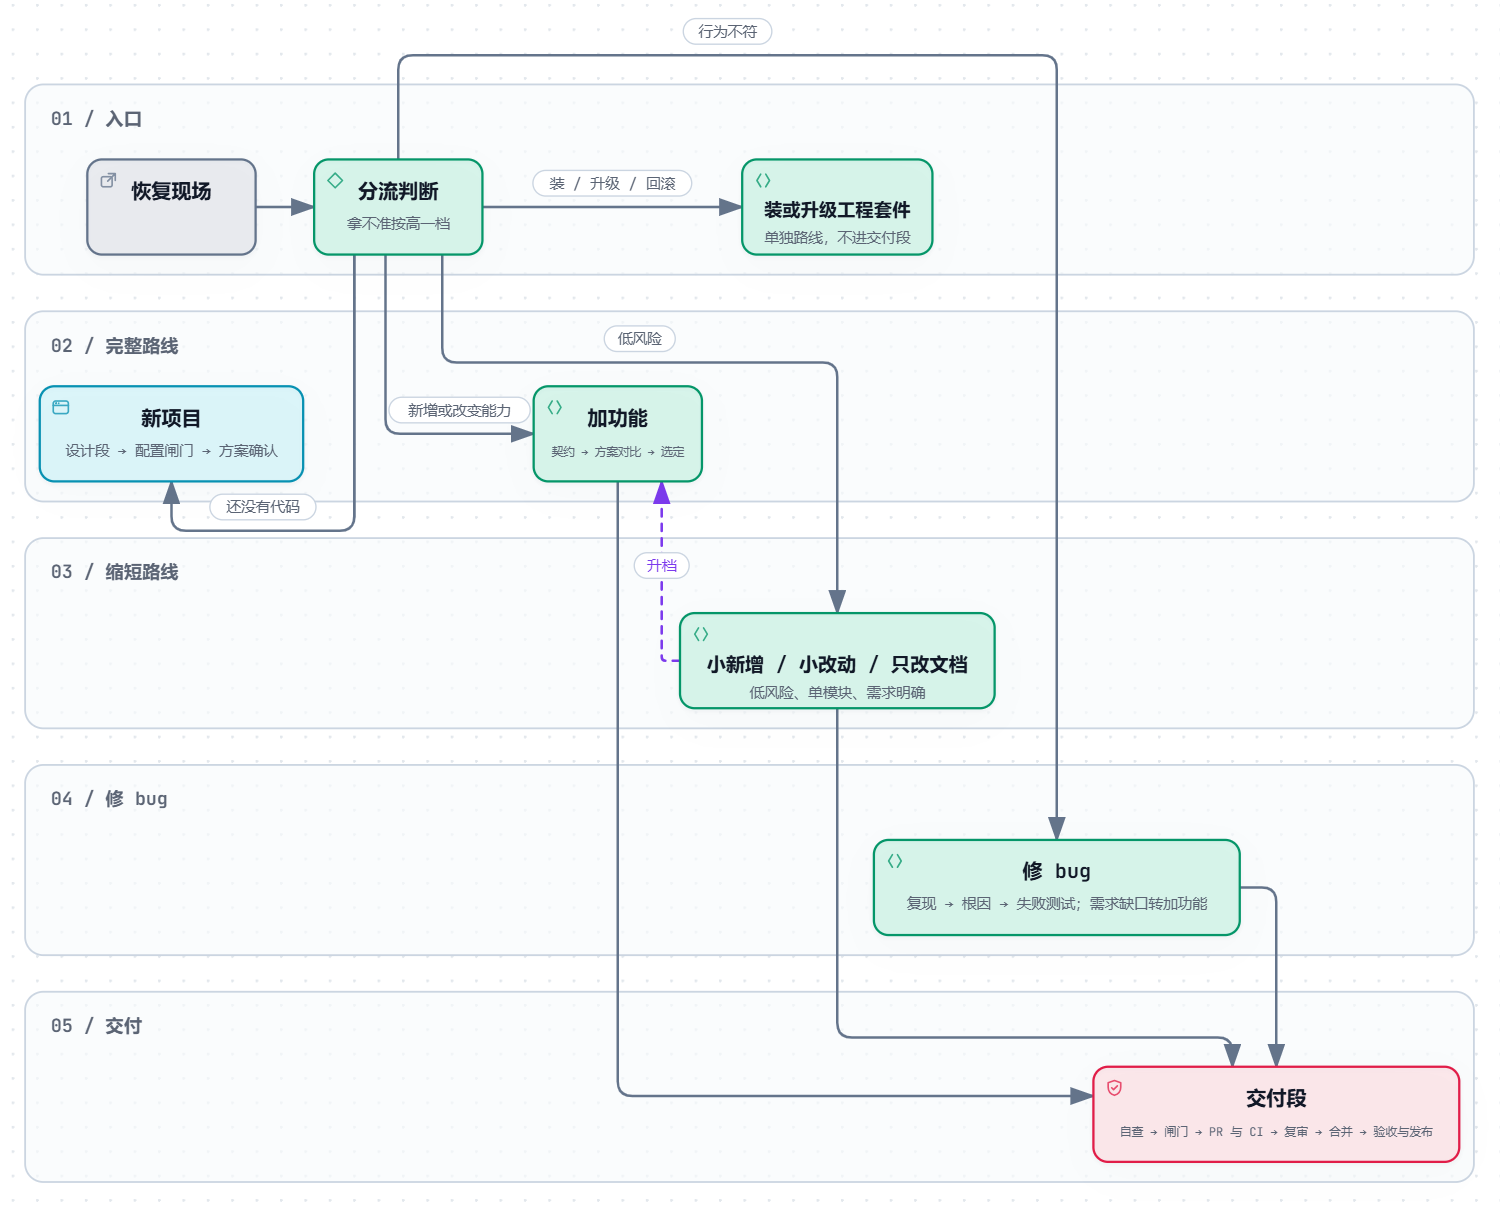 行为不符
01 / 入口
恢复现场
分流判断
拿不准按高一档
装 / 升级 / 回滚
装或升级工程套件
单独路线，不进交付段
02 / 完整路线
低风险
新项目
设计段 → 配置闸门 → 方案确认
新增或改变能力
加功能
契约 → 方案对比 → 选定
还没有代码
03 / 缩短路线
升档
小新增 / 小改动 / 只改文档
低风险、单模块、需求明确
04 / 修 bug
修 bug
复现 → 根因 → 失败测试；需求缺口转加功能
05 / 交付
交付段
自查 → 闸门 → PR 与 CI → 复审 → 合并 → 验收与发布